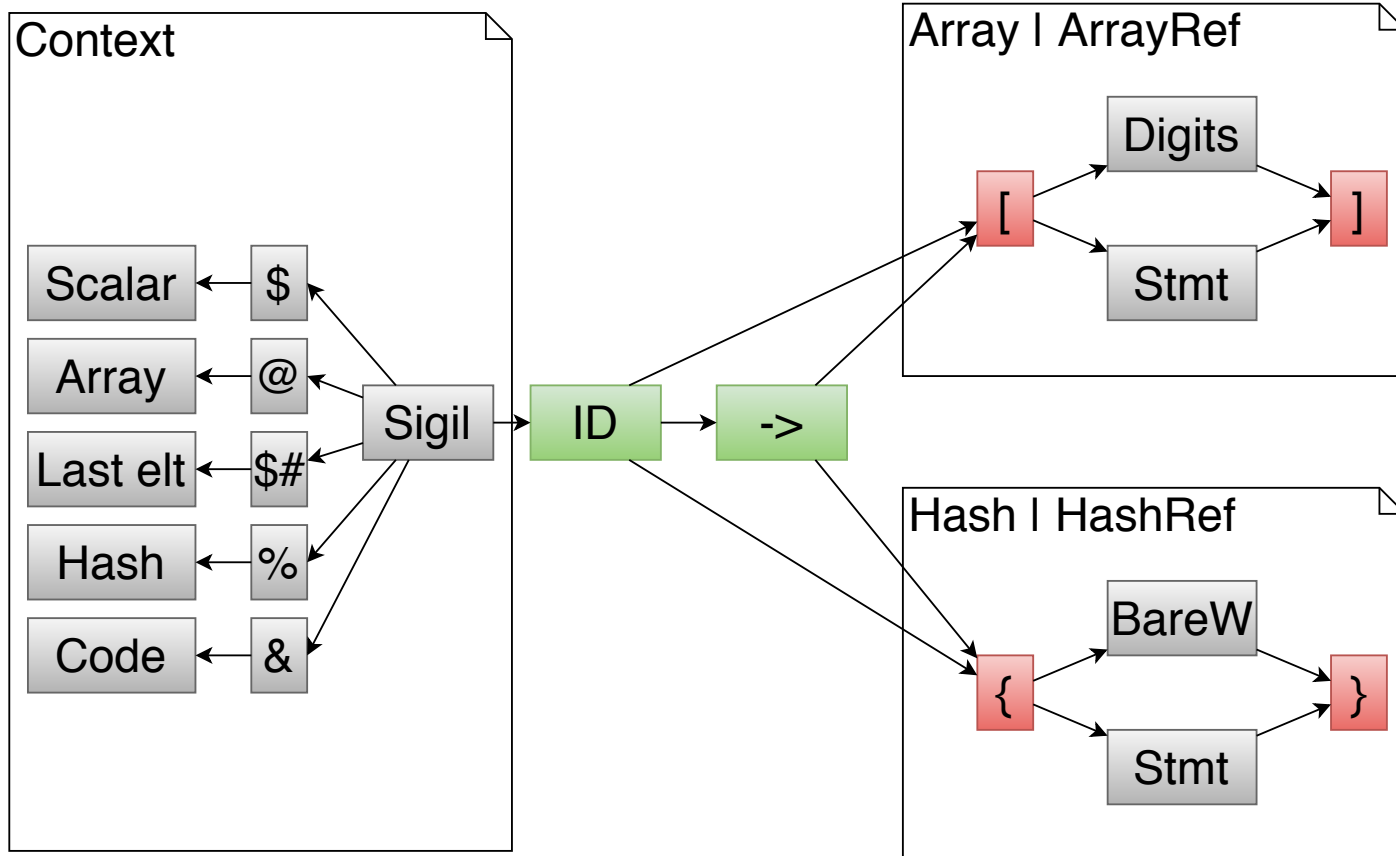 Context
Scalar
$
Array
@
Last elt
$#
Hash
%
Code
&
Sigil
ID
->
Array | ArrayRef
Digits
[
]
Stmt
Hash | HashRef
BareW
{
}
Stmt